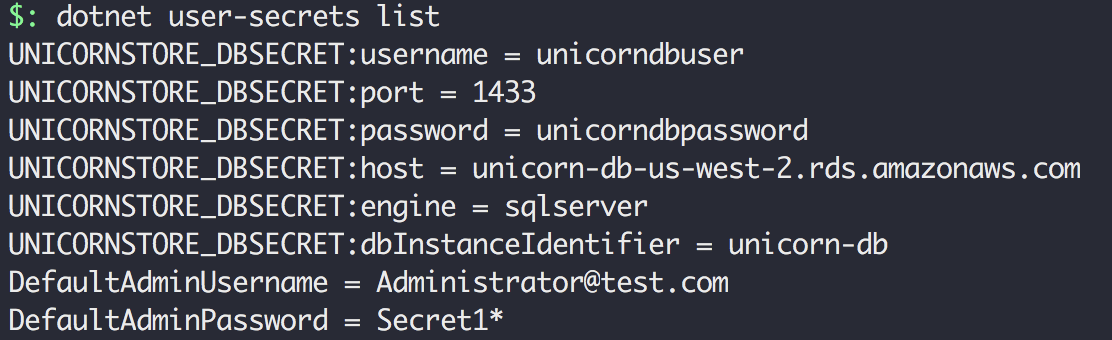 $: dotnet user-secrets list
UNICORNSTORE_DBSECRET:username = unicorndbuser
UNICORNSTORE_DBSECRET:port = 1433
UNICORNSTORE_DBSECRET:password = unicorndbpassword
UNICORNSTORE_DBSECRET:host = unicorn-db-us-west-2.rds.amazonaws.com
UNICORNSTORE_DBSECRET:engine = sqlserver
UNICORNSTORE_DBSECRET:dbInstanceIdentifier = unicorn-db
DefaultAdminUsername = Administrator@test.com
DefaultAdminPassword = Secret1*